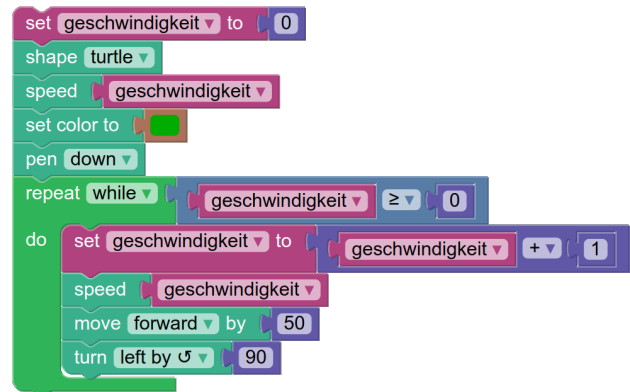 set geschwindigkeit ▾ to 0
shape turtle ▾
speed geschwindigkeit ▾
set color to
pen down ▾
repeat while ▾ geschwindigkeit ▾ ≥ ▾ 0
do set geschwindigkeit ▾ to geschwindigkeit ▾ + ▾ 1
speed geschwindigkeit ▾
move forward ▾ by 50
turn left by ↺ ▾ 90